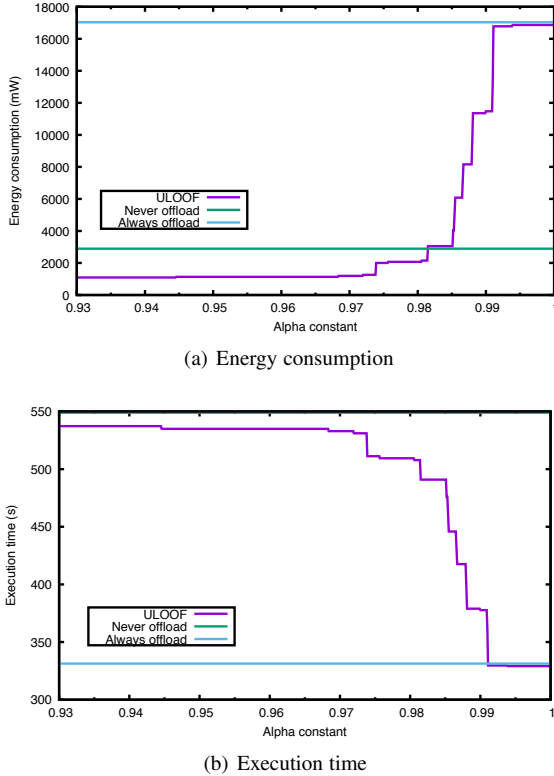 18000
16000
14000
12000
10000
8000
6000
4000
2000
0
Energy consumption (mW)
ULOOF
Never offload
Always offload
0.93 0.94 0.95 0.96 0.97 0.98 0.99 1
Alpha constant
(a) Energy consumption
550
500
450
400
350
300
Execution time (s)
ULOOF
Never offload
Always offload
0.93 0.94 0.95 0.96 0.97 0.98 0.99 1
Alpha constant
(b) Execution time